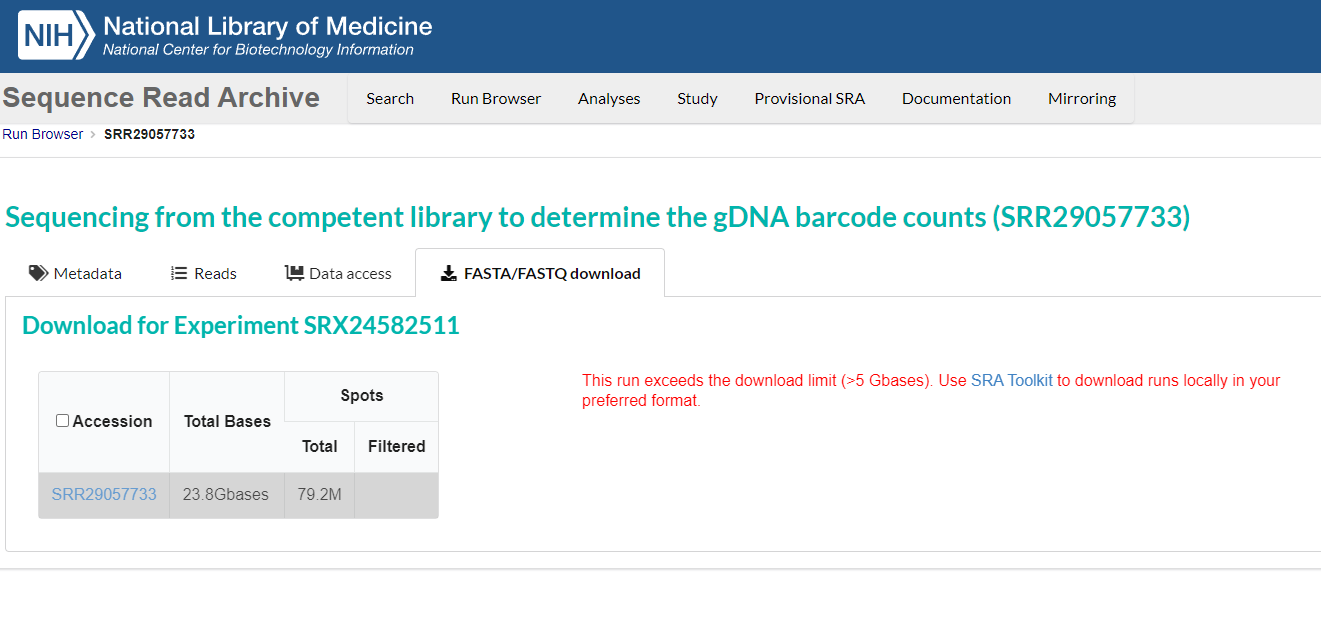 NIH National Library of Medicine
National Center for Biotechnology Information
Sequence Read Archive Search Run Browser Analyses Study Provisional SRA Documentation Mirroring
Run Browser › SRR29057733
Sequencing from the competent library to determine the gDNA barcode counts (SRR29057733)
Metadata Reads Data access FASTA/FASTQ download
Download for Experiment SRX24582511
Accession Total Bases Spots
Total Filtered
SRR29057733 23.8Gbases 79.2M
This run exceeds the download limit (>5 Gbases). Use SRA Toolkit to download runs locally in your
preferred format.